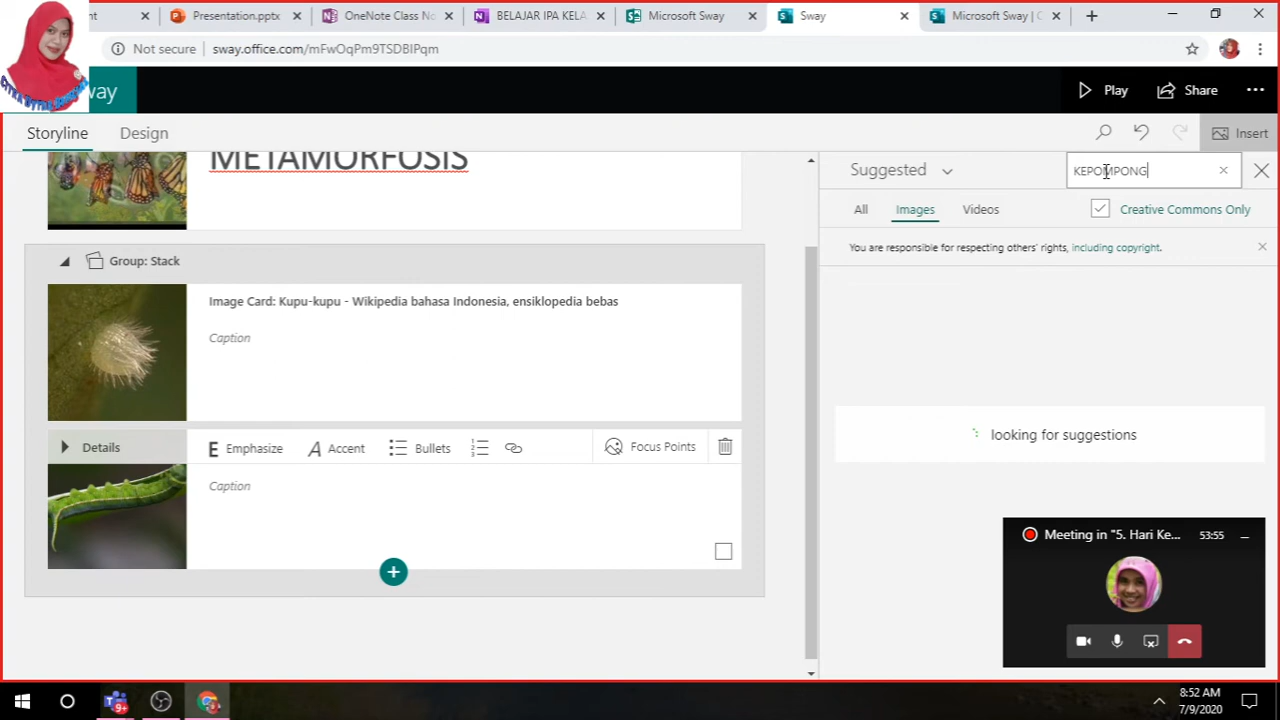 Presentation.pptx
OneNote Class No
BELAJAR IPA KELA
Microsoft Sway
Sway
Microsoft Sway | C
Not secure
sway.office.com/mFwOqPm9TSDBIPqm
way
Play
Share
Storyline
Design
Insert
METAMORFOSIS
Suggested
KEPOMPONG
All
Images
Videos
Creative Commons Only
You are responsible for respecting others' rights, including copyright.
Group: Stack
Image Card: Kupu-kupu - Wikipedia bahasa Indonesia, ensiklopedia bebas
Caption
Details
E Emphasize
A Accent
Bullets
Focus Points
Caption
looking for suggestions
Meeting in "5. Hari Ke...
53:55
8:52 AM
7/9/2020